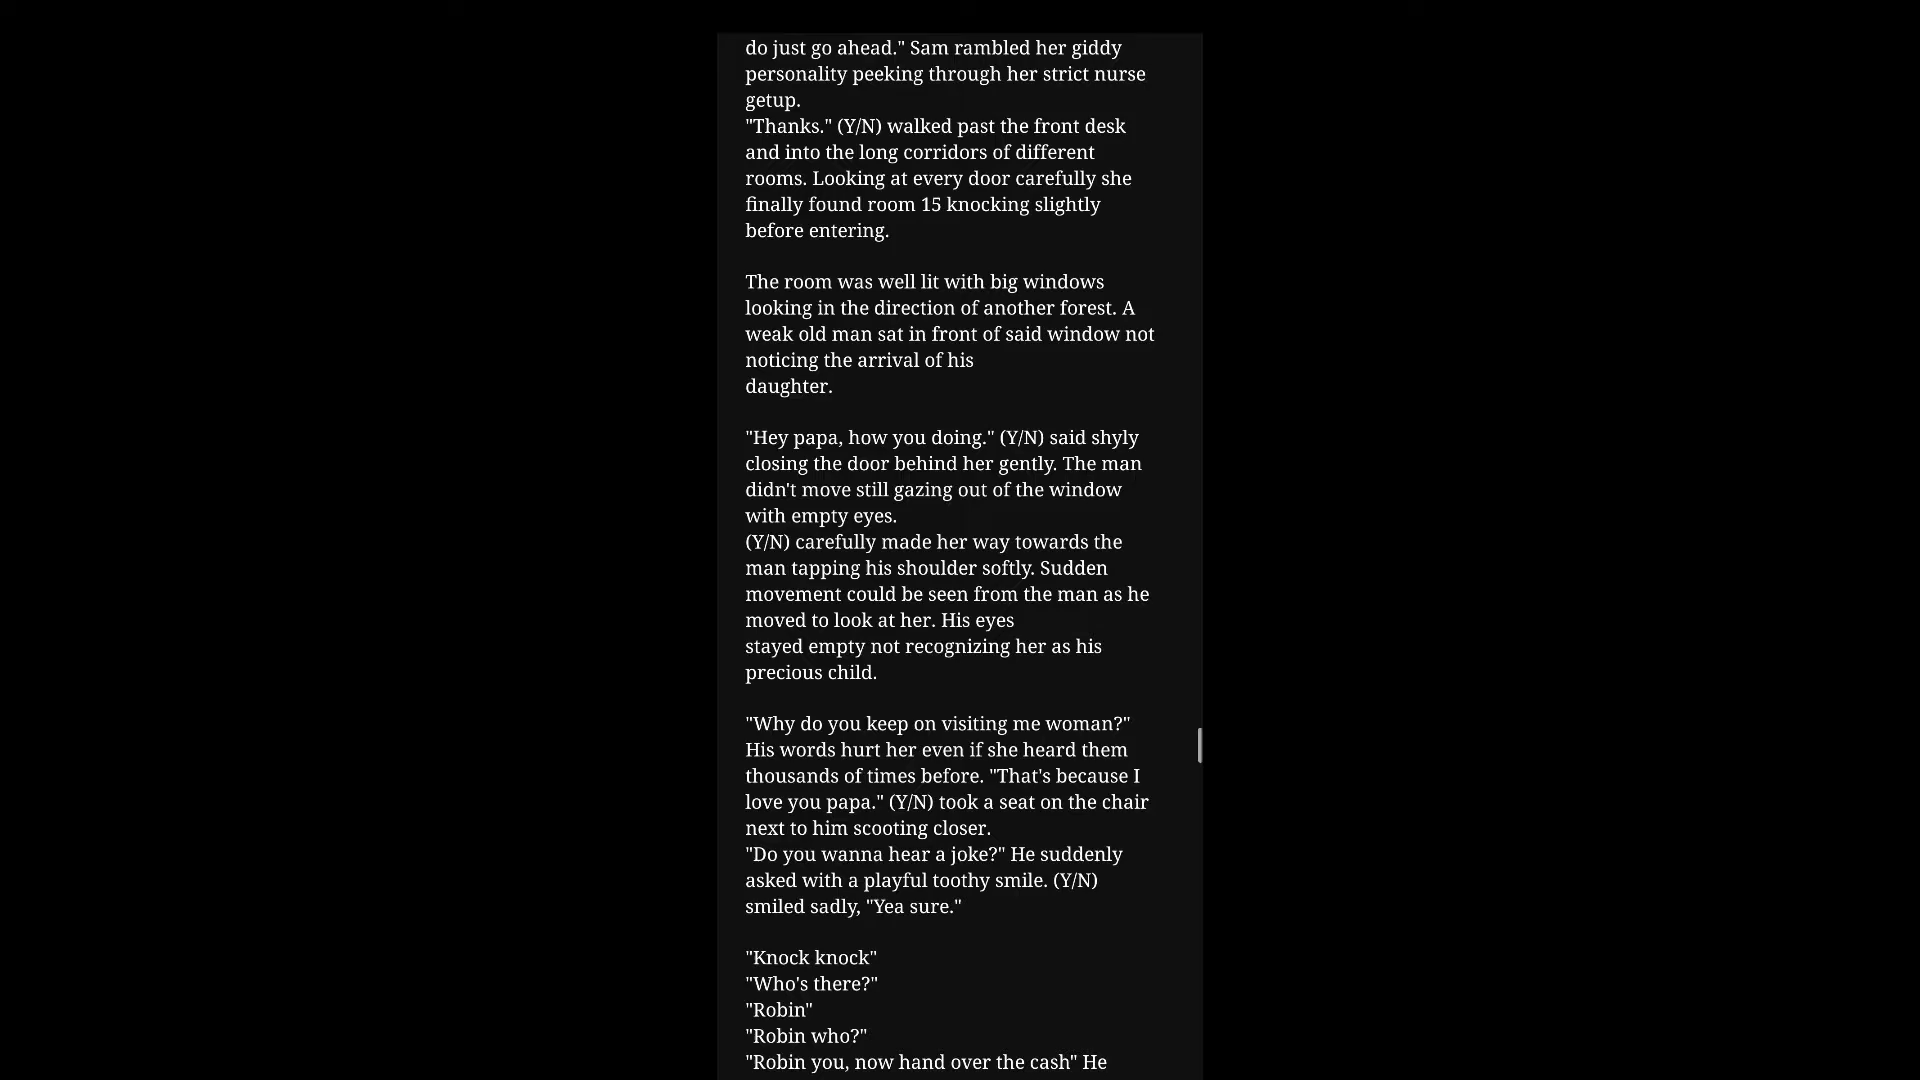 do just go ahead." Sam rambled her giddy
personality peeking through her strict nurse
getup.
"Thanks." (Y/N) walked past the front desk
and into the long corridors of different
rooms. Looking at every door carefully she
finally found room 15 knocking slightly
before entering.
The room was well lit with big windows
looking in the direction of another forest. A
weak old man sat in front of said window not
noticing the arrival of his
daughter.
"Hey papa, how you doing." (Y/N) said shyly
closing the door behind her gently. The man
didn't move still gazing out of the window
with empty eyes.
(Y/N) carefully made her way towards the
man tapping his shoulder softly. Sudden
movement could be seen from the man as he
moved to look at her. His eyes
stayed empty not recognizing her as his
precious child.
"Why do you keep on visiting me woman?"
His words hurt her even if she heard them
thousands of times before. "That's because I
love you papa." (Y/N) took a seat on the chair
next to him scooting closer.
"Do you wanna hear a joke?" He suddenly
asked with a playful toothy smile. (Y/N)
smiled sadly, "Yea sure."
"Knock knock"
"Who's there?"
"Robin"
"Robin who?"
"Robin you, now hand over the cash" He